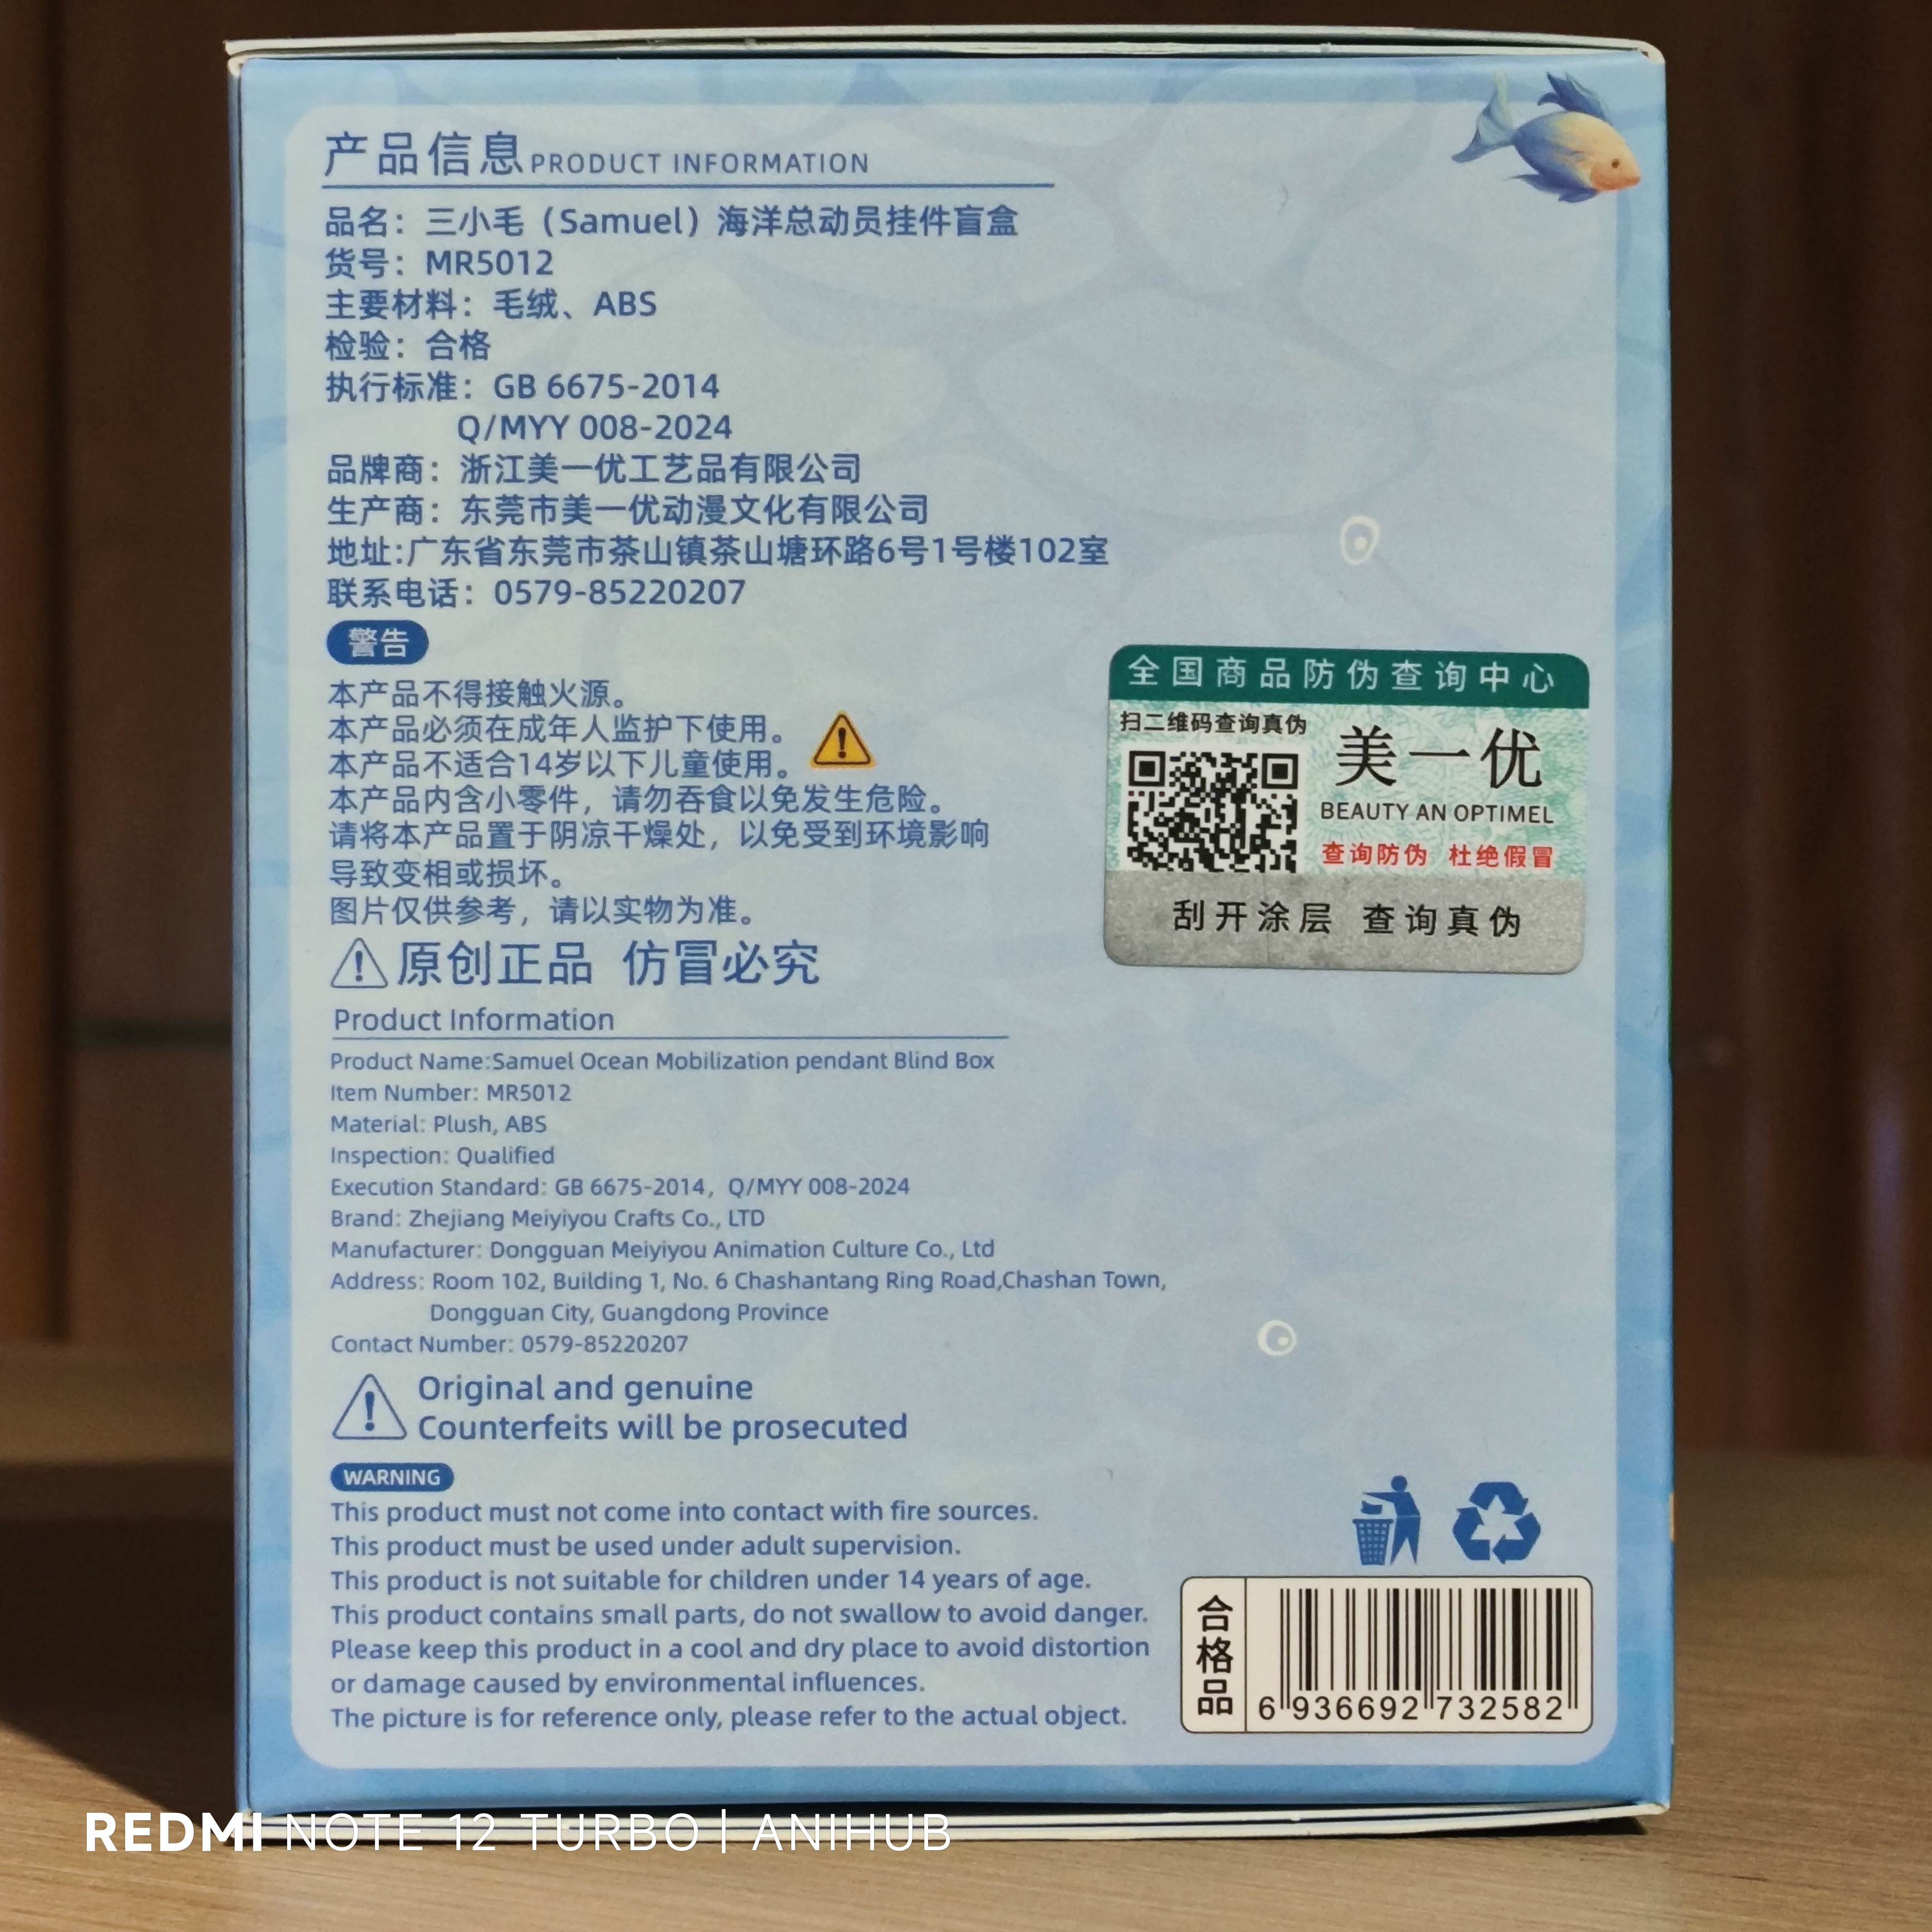 产品信息PRODUCT INFORMATION
品名：三小毛（Samuel）海洋总动员挂件盲盒
货号：MR5012
主要材料：毛绒、ABS
检验：合格
执行标准：GB 6675-2014
Q/MYY 008-2024
品牌商：浙江美一优工艺品有限公司
生产商：东莞市美一优动漫文化有限公司
地址:广东省东莞市茶山镇茶山塘环路6号1号楼102室
联系电话：0579-85220207
警告
本产品不得接触火源。
本产品必须在成年人监护下使用。
本产品不适合14岁以下儿童使用。
本产品内含小零件，请勿吞食以免发生危险。
请将本产品置于阴凉干燥处，以免受到环境影响
导致变相或损坏。
图片仅供参考，请以实物为准。
原创正品 仿冒必究
全国商品防伪查询中心
扫二维码查询真伪
美一优
BEAUTY AN OPTIMEL
查询防伪 杜绝假冒
刮开涂层 查询真伪
Product Information
Product Name:Samuel Ocean Mobilization pendant Blind Box
Item Number: MR5012
Material: Plush, ABS
Inspection: Qualified
Execution Standard: GB 6675-2014，Q/MYY 008-2024
Brand: Zhejiang Meiyiyou Crafts Co., LTD
Manufacturer: Dongguan Meiyiyou Animation Culture Co., Ltd
Address: Room 102, Building 1, No. 6 Chashantang Ring Road,Chashan Town,
Dongguan City, Guangdong Province
Contact Number: 0579-85220207
Original and genuine
Counterfeits will be prosecuted
WARNING
This product must not come into contact with fire sources.
This product must be used under adult supervision.
This product is not suitable for children under 14 years of age.
This product contains small parts, do not swallow to avoid danger.
Please keep this product in a cool and dry place to avoid distortion
or damage caused by environmental influences.
The picture is for reference only, please refer to the actual object.
合格品
6 936692 732582
REDMI NOTE 12 TURBO | ANIHUB